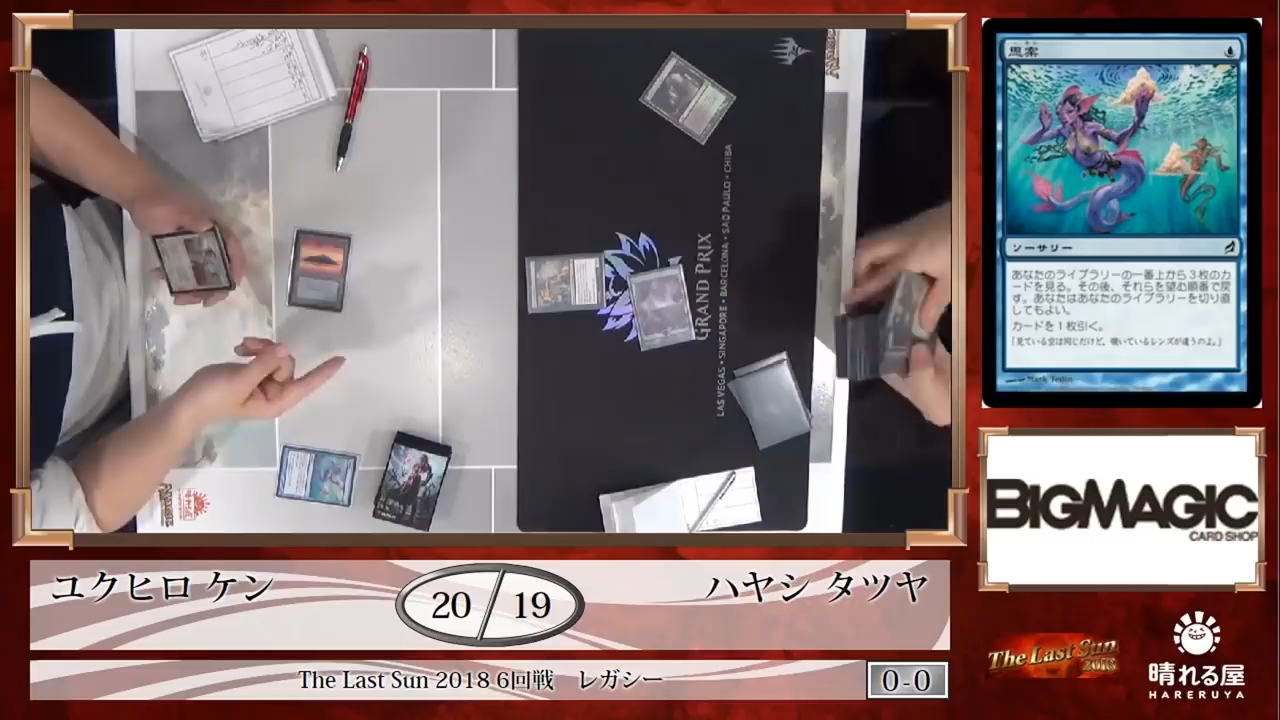 思案
ソーサリー
あなたのライブラリーの一番上から3枚のカ
ードを見る。その後、それらを望む順番で戻
す。あなたはあなたのライブラリーを切り直
してもよい。
カードを1枚引く。
「見ている空は同じだけど、覗いているレンズが違うのよ。」
Mark Tedin
GRAND PRIX
LAS VEGAS • SINGAPORE • BARCELONA • SAO PAULO • CHIBA
BIGMAGIC
CARD SHOP
ユクヒロ ケン
20 / 19
ハヤシ タツヤ
The Last Sun 2018 6回戦 レガシー
0-0
The Last Sun
2018
晴れる屋
HARERUYA